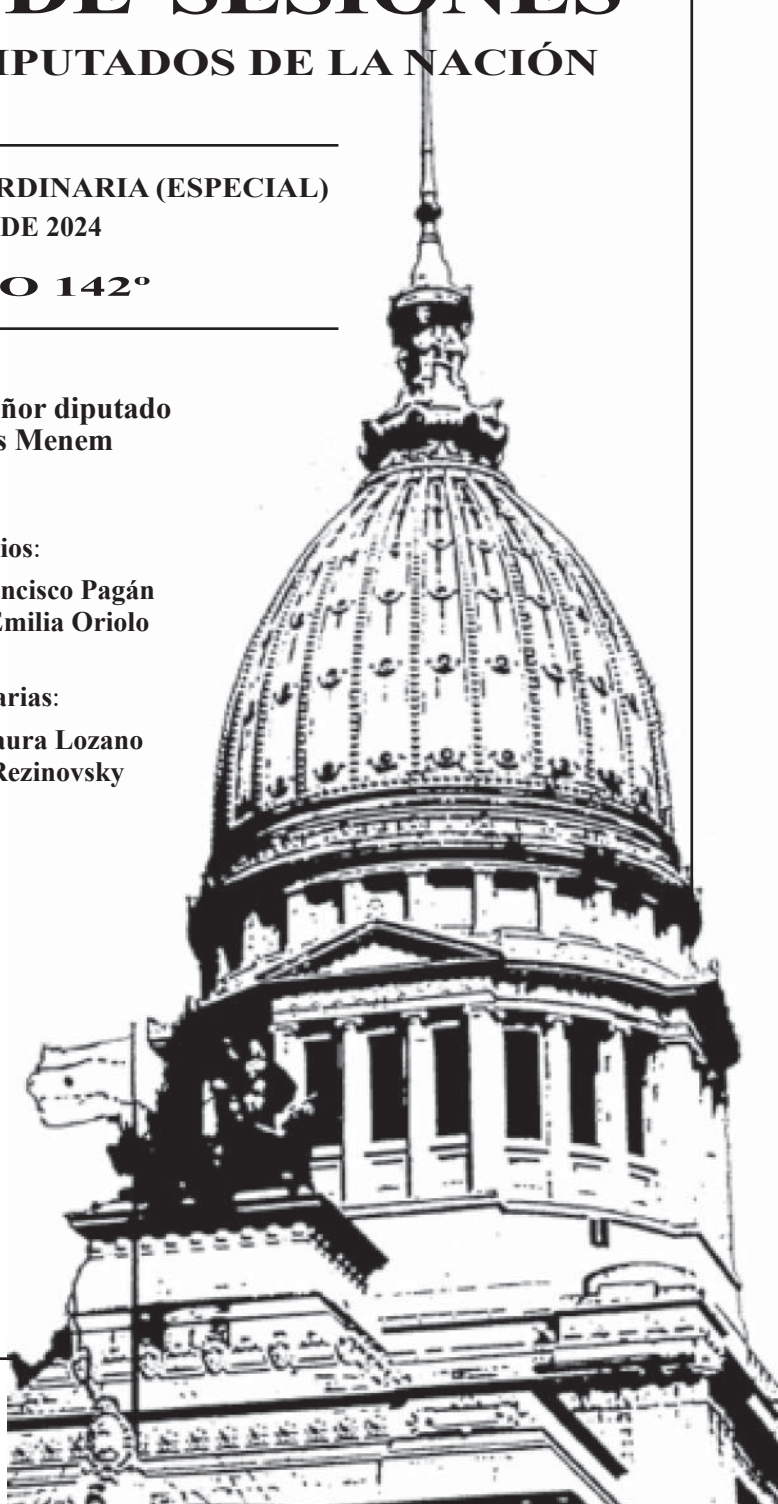 DE SESIONES
IPUTADOS DE LA NACIÓN
RDINARIA (ESPECIAL)
DE 2024
O 142º
ñor diputado
s Menem
ios:
ncisco Pagán
Emilia Oriolo
arias:
aura Lozano
Rezinovsky